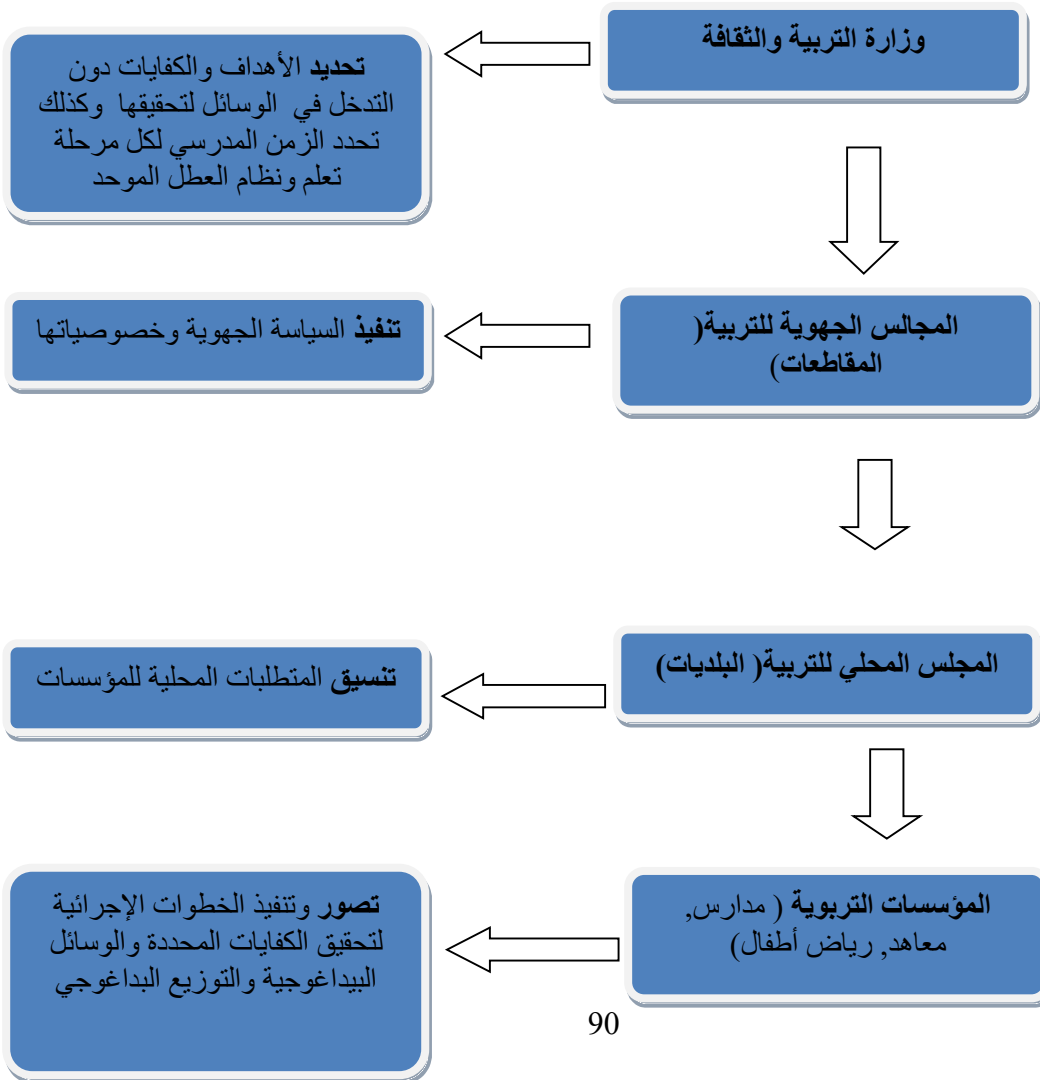 وزارة التربية والثقافة
تحديد الأهداف والكفايات دون
التدخل في الوسائل لتحقيقها وكذلك
تحدد الزمن المدرسي لكل مرحلة
تعلم ونظام العطل الموحد
المجالس الجهوية للتربية(
المقاطعات)
تنفيذ السياسة الجهوية وخصوصياتها
المجلس المحلي للتربية( البلديات)
تنسيق المتطلبات المحلية للمؤسسات
المؤسسات التربوية ( مدارس,
معاهد, رياض أطفال)
تصور وتنفيذ الخطوات الإجرائية
لتحقيق الكفايات المحددة والوسائل
البيداغوجية والتوزيع البداغوجي
90